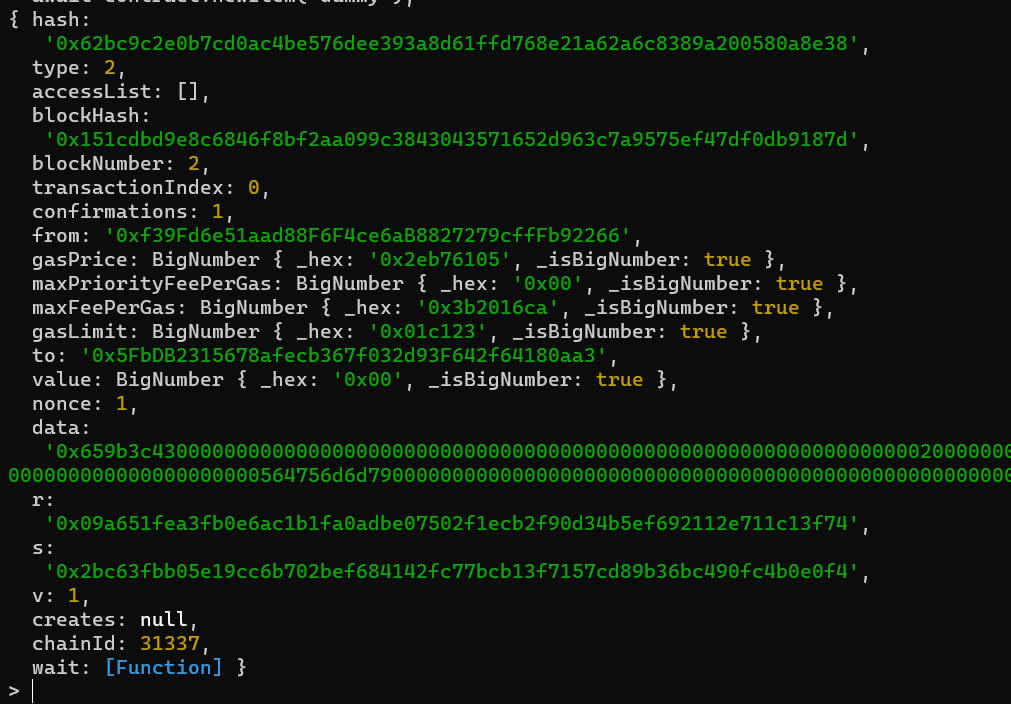 { hash:
'0x62bc9c2e0b7cd0ac4be576dee393a8d61ffd768e21a62a6c8389a200580a8e38',
type: 2,
accessList: [],
blockHash:
'0x151cdbd9e8c6846f8bf2aa099c3843043571652d963c7a9575ef47df0db9187d',
blockNumber: 2,
transactionIndex: 0,
confirmations: 1,
from: '0xf39Fd6e51aad88F6F4ce6aB8827279cffFb92266',
gasPrice: BigNumber { _hex: '0x2eb76105', _isBigNumber: true },
maxPriorityFeePerGas: BigNumber { _hex: '0x00', _isBigNumber: true },
maxFeePerGas: BigNumber { _hex: '0x3b2016ca', _isBigNumber: true },
gasLimit: BigNumber { _hex: '0x01c123', _isBigNumber: true },
to: '0x5FbDB2315678afecb367f032d93F642f64180aa3',
value: BigNumber { _hex: '0x00', _isBigNumber: true },
nonce: 1,
data:
'0x659b3c430000000000000000000000000000000000000000000000000000000000000020000000
000000000000000000000564756d6d7900000000000000000000000000000000000000000000000000
r:
'0x09a651fea3fb0e6ac1b1fa0adbe07502f1ecb2f90d34b5ef692112e711c13f74',
s:
'0x2bc63fbb05e19cc6b702bef684142fc77bcb13f7157cd89b36bc490fc4b0e0f4',
v: 1,
creates: null,
chainId: 31337,
wait: [Function] }
>